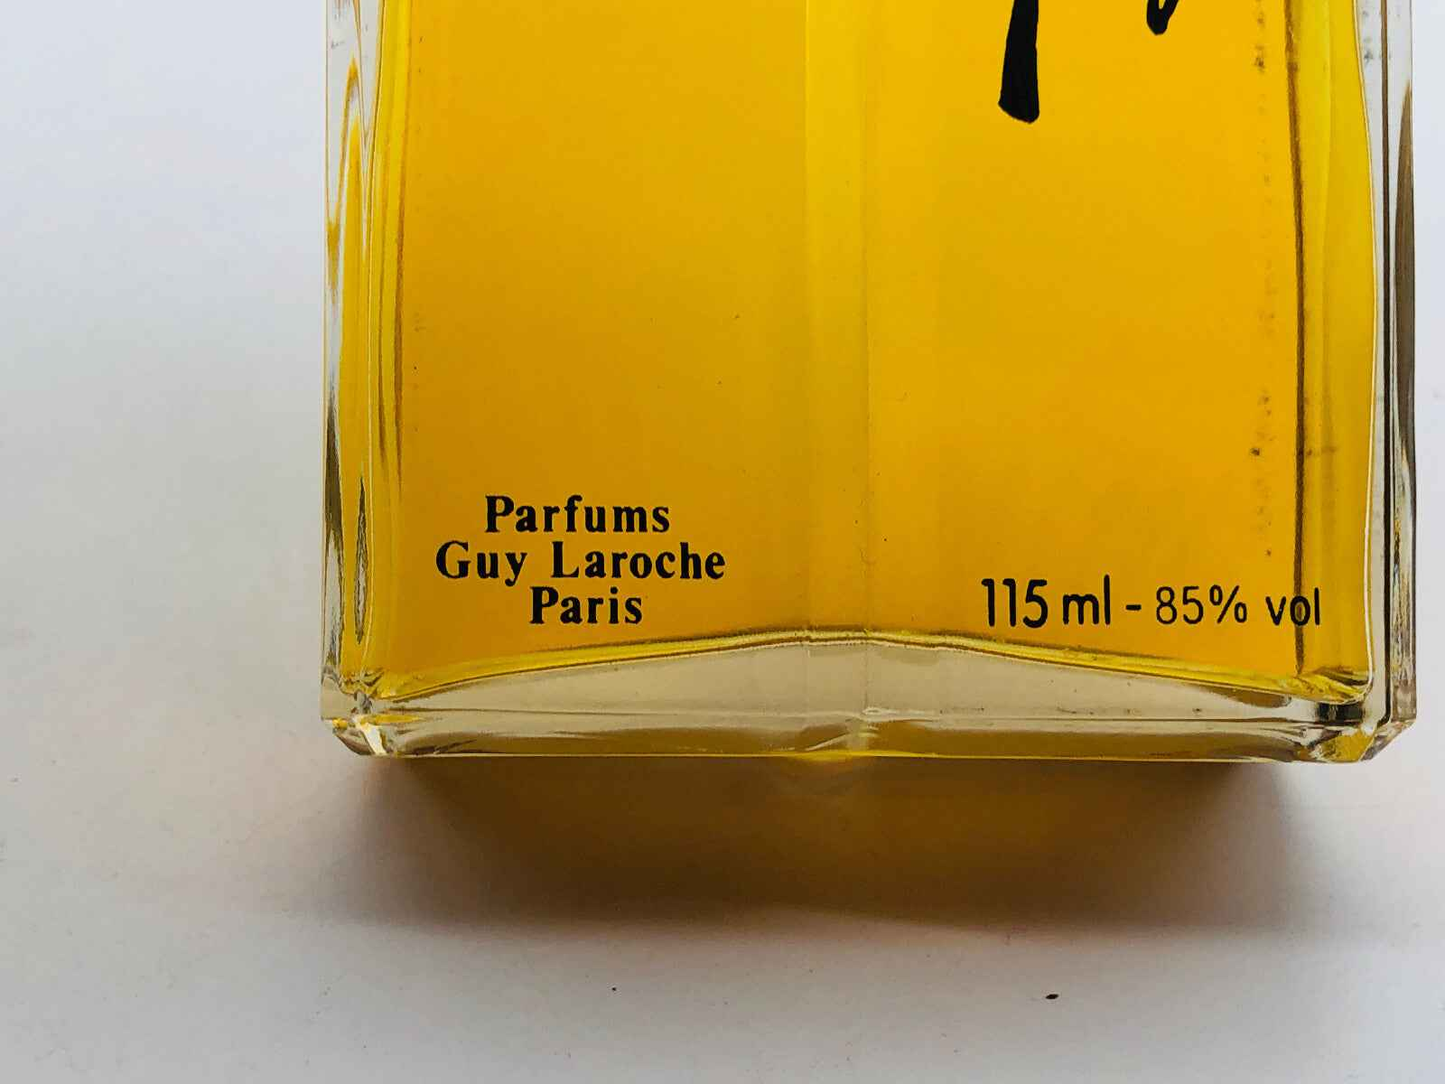 Parfums
Guy Laroche
Paris
115 ml - 85% vol